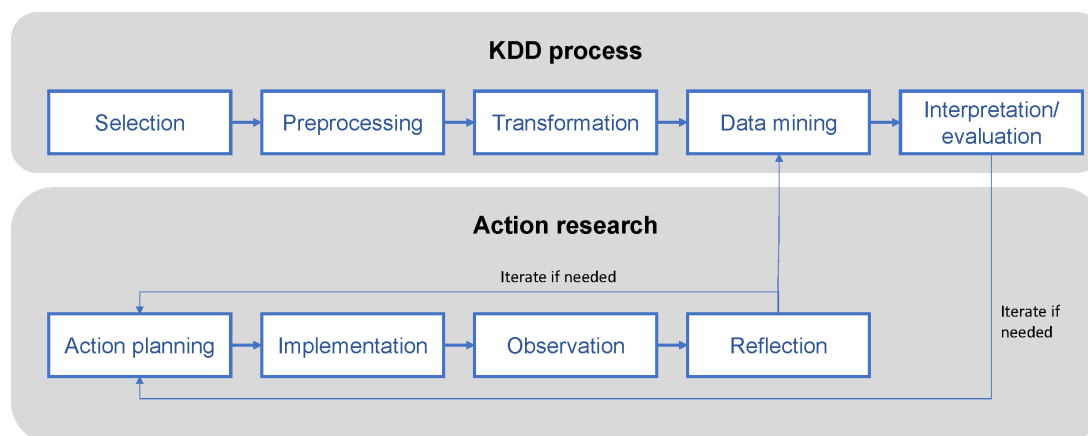 KDD process
Selection
Preprocessing
Transformation
Data mining
Interpretation/
evaluation
Action research
Iterate if needed
Iterate if
needed
Action planning
Implementation
Observation
Reflection